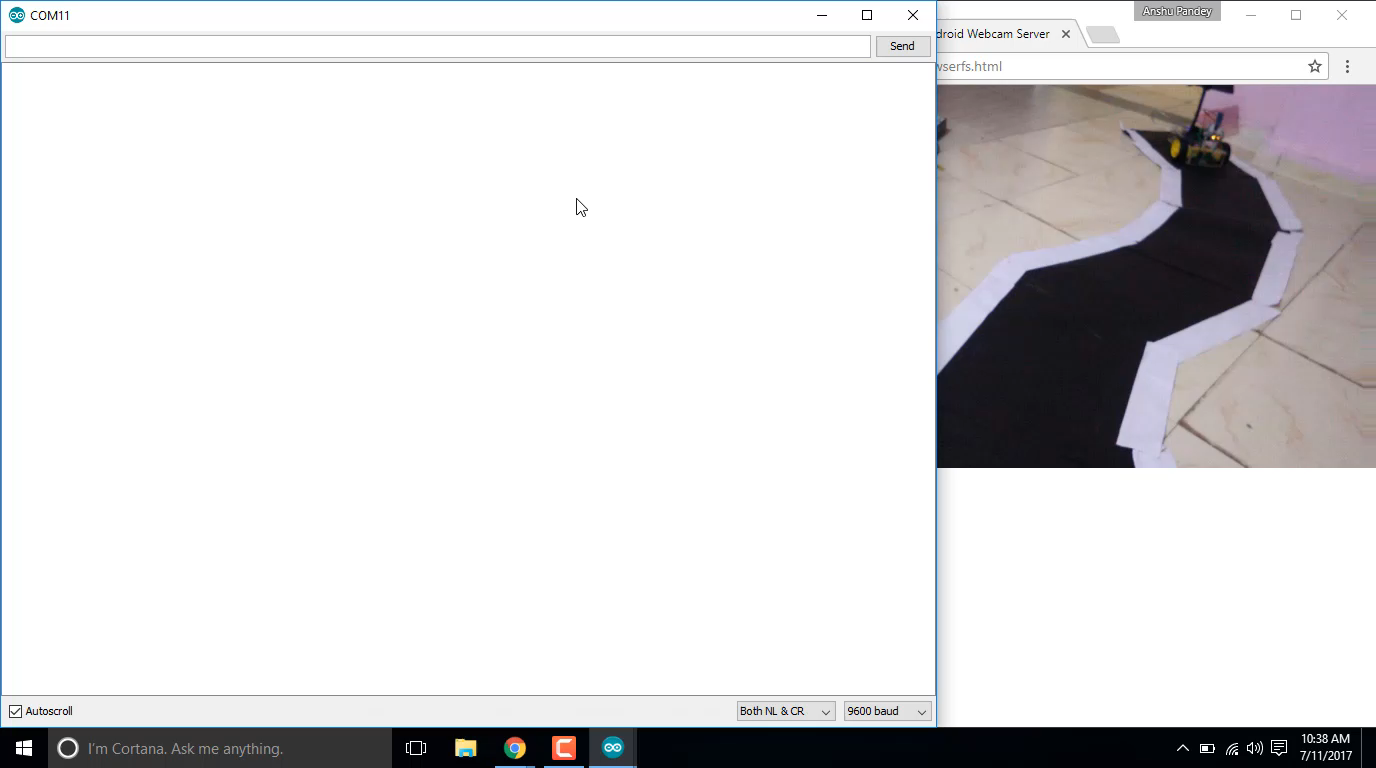 COM11
Anshu Pandey
Send
droid Webcam Server
wserfs.html
Autoscroll
Both NL & CR
9600 baud
I'm Cortana. Ask me anything.
10:38 AM
7/11/2017